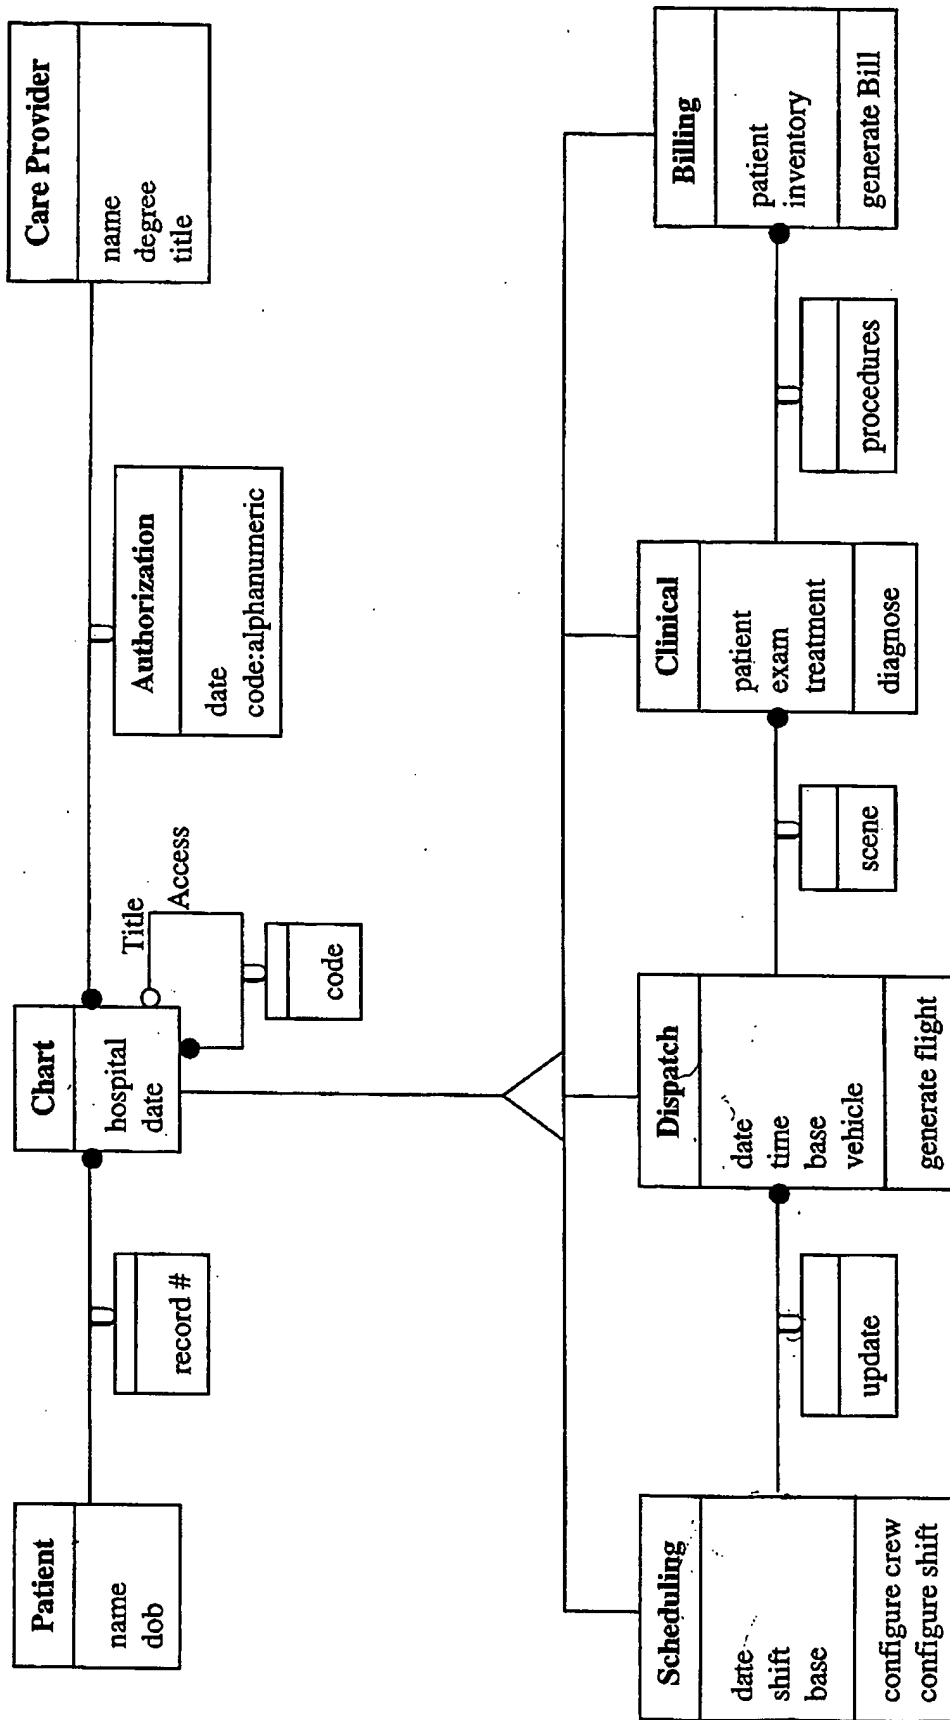 Patient
name
dob
record #
Chart
hospital
date
Title
Access
code
Authorization
date
code:alphanumeric
Care Provider
name
degree
title
Scheduling
date
shift
base
configure crew
configure shift
update
Dispatch
date
time
base
vehicle
generate flight
scene
Clinical
patient
exam
treatment
diagnose
procedures
Billing
patient
inventory
generate Bill